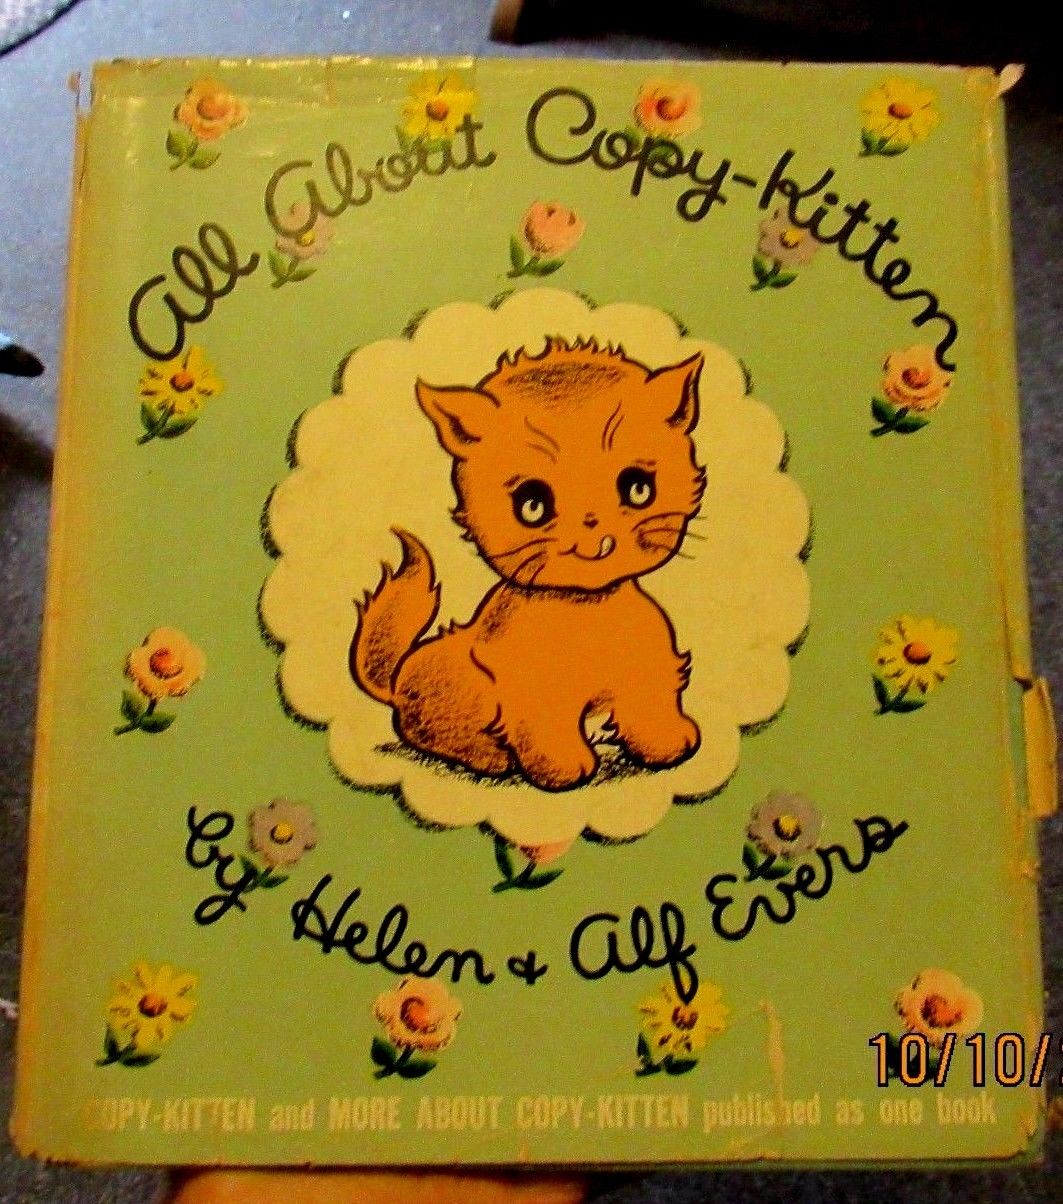 All About Copy-Kitten
by Helen & Alf Evers
COPY-KITTEN and MORE ABOUT COPY-KITTEN published as one book
10/10/